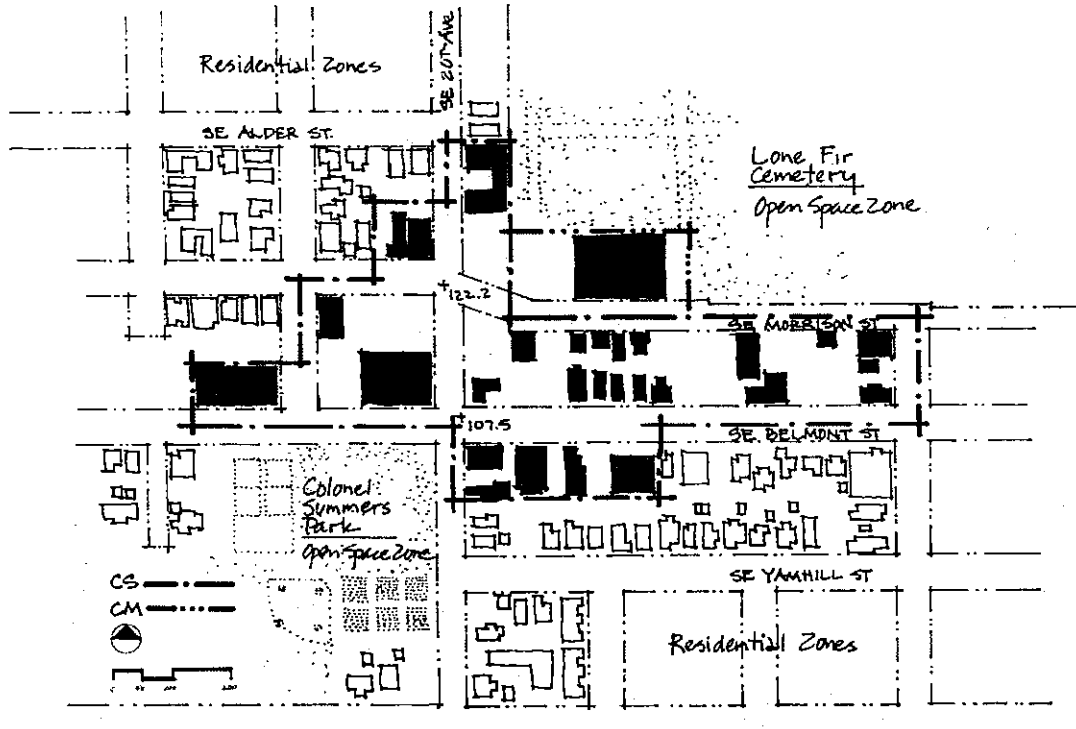 Residential Zones
SE 20TH AVE
SE ALDER ST.
Lone Fir
Cemetery
Open Space Zone
122.2
SE MORRISON ST
107.5
SE BELMONT ST
Colonel
Summers
Park
Open Space Zone
CS
CM
SE YAMHILL ST
Residential Zones